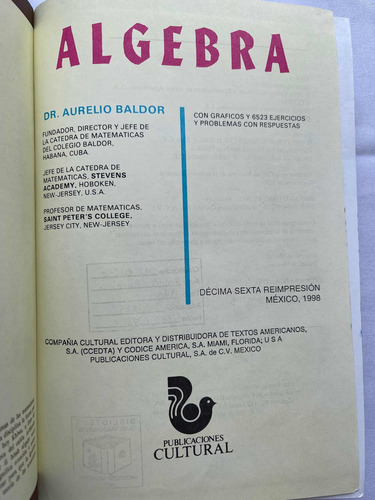 ALGEBRA
DR. AURELIO BALDOR
FUNDADOR, DIRECTOR Y JEFE DE
LA CATEDRA DE MATEMATICAS
DEL COLEGIO BALDOR,
HABANA, CUBA.
JEFE DE LA CATEDRA DE
MATEMATICAS, STEVENS
ACADEMY, HOBOKEN,
NEW-JERSEY, U.S.A.
PROFESOR DE MATEMATICAS,
SAINT PETER'S COLLEGE,
JERSEY CITY, NEW-JERSEY.
CON GRAFICOS Y 6523 EJERCICIOS
Y PROBLEMAS CON RESPUESTAS
DÉCIMA SEXTA REIMPRESIÓN
MÉXICO, 1998
COMPAÑIA CULTURAL EDITORA Y DISTRIBUIDORA DE TEXTOS AMERICANOS,
S.A. (CCEDTA) Y CODICE AMERICA, S.A. MIAMI, FLORIDA; U S A
PUBLICACIONES CULTURAL, S.A. de C.V. MEXICO
PUBLICACIONES
CULTURAL